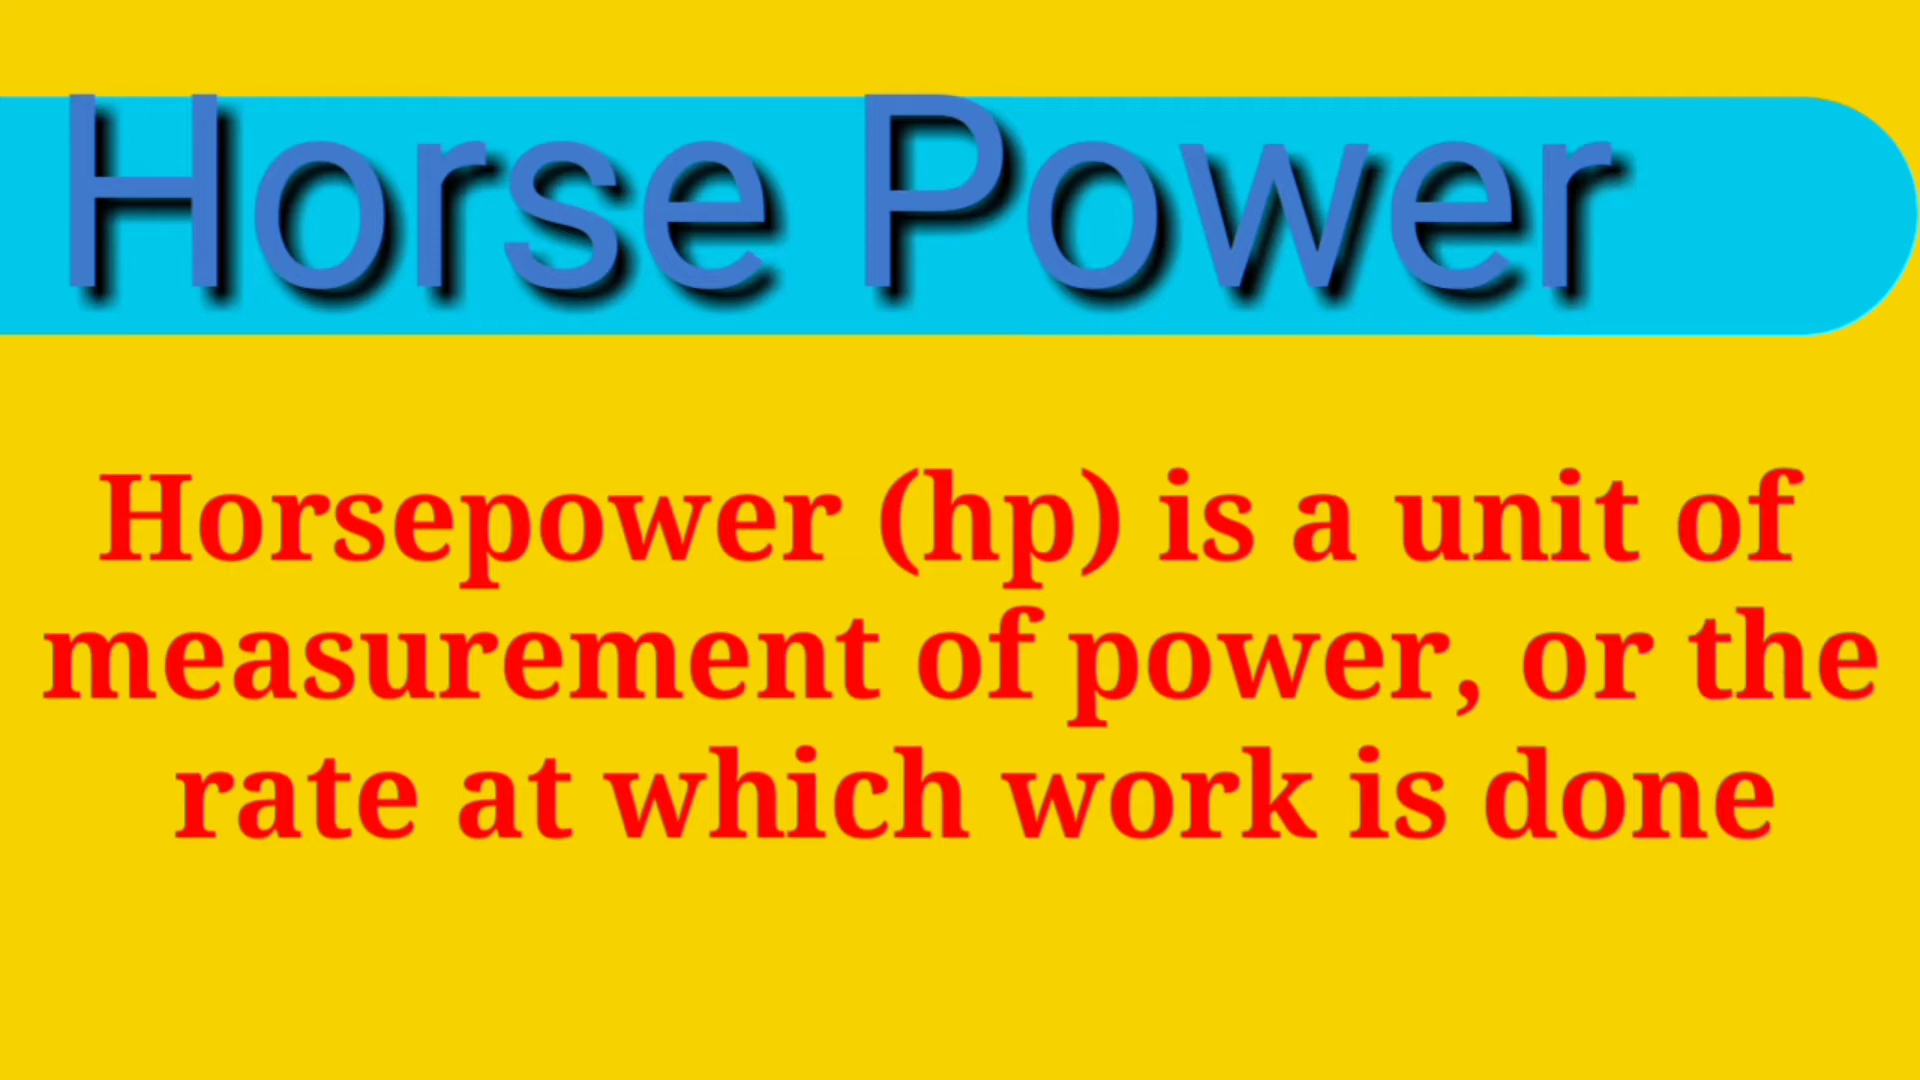 Horse Power
Horsepower (hp) is a unit of
measurement of power, or the
rate at which work is done